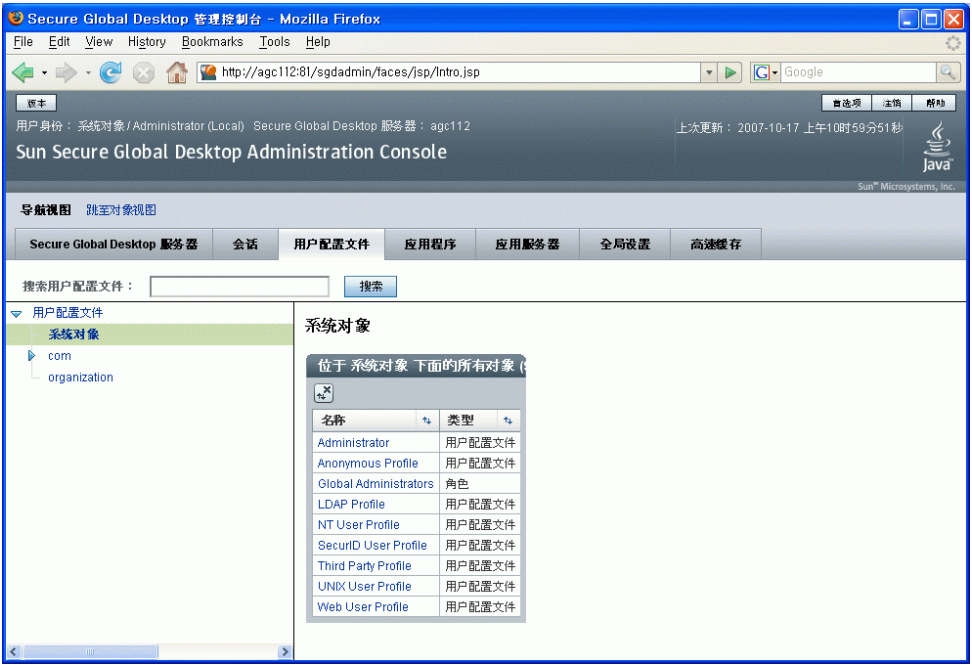 Secure Global Desktop 管理控制台 - Mozilla Firefox
File Edit View History Bookmarks Tools Help
http://agc112:81/sgdadmin/faces/jsp/Intro.jsp
G Google
版本
首选项 注销 帮助
用户身份： 系统对象 / Administrator (Local) Secure Global Desktop 服务器： agc112
上次更新： 2007-10-17 上午10时59分51秒
Sun Secure Global Desktop Administration Console
Java
Sun™ Microsystems, Inc.
导航视图 跳至对象视图
Secure Global Desktop 服务器 会话 用户配置文件 应用程序 应用服务器 全局设置 高速缓存
搜索用户配置文件： 搜索
用户配置文件
系统对象
com
organization
系统对象
位于 系统对象 下面的所有对象 (
名称 类型
Administrator 用户配置文件
Anonymous Profile 用户配置文件
Global Administrators 角色
LDAP Profile 用户配置文件
NT User Profile 用户配置文件
SecurID User Profile 用户配置文件
Third Party Profile 用户配置文件
UNIX User Profile 用户配置文件
Web User Profile 用户配置文件